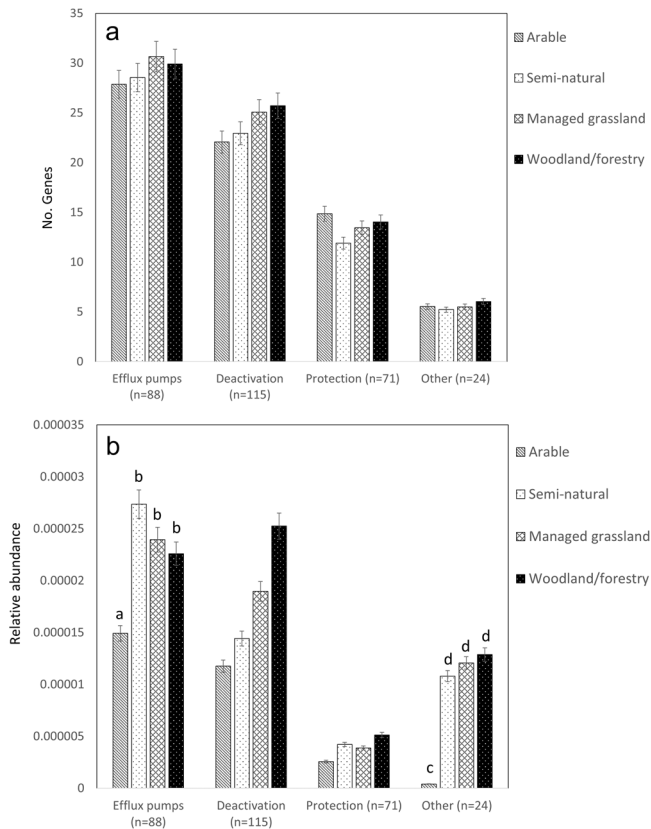 a
35
30
25
20
15
10
5
0
No. Genes
Efflux pumps
(n=88)
Deactivation
(n=115)
Protection (n=71)
Other (n=24)
Arable
Semi-natural
Managed grassland
Woodland/forestry
b
0.000035
0.00003
0.000025
0.00002
0.000015
0.00001
0.000005
0
Relative abundance
a
b
b
b
c
d
d
d
Efflux pumps
(n=88)
Deactivation
(n=115)
Protection (n=71)
Other (n=24)
Arable
Semi-natural
Managed grassland
Woodland/forestry